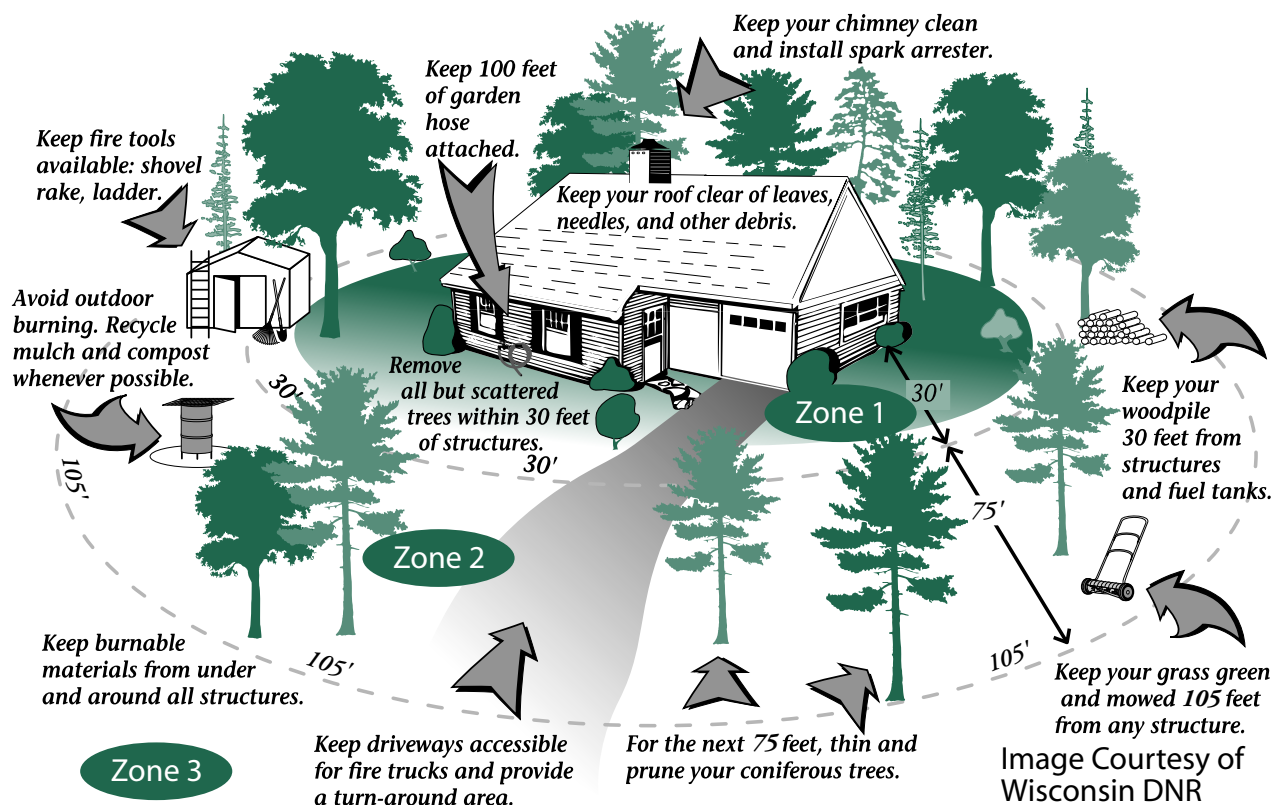 Keep your chimney clean
and install spark arrester.
Keep 100 feet
of garden
hose
attached.
Keep fire tools
available: shovel
rake, ladder.
Keep your roof clear of leaves,
needles, and other debris.
Avoid outdoor
burning. Recycle
mulch and compost
whenever possible.
Remove
all but scattered
trees within 30 feet
of structures.
30'
30'
30'
Zone 1
Keep your
woodpile
30 feet from
structures
and fuel tanks.
105'
75'
Zone 2
Keep burnable
materials from under
and around all structures.
105'
105'
Keep your grass green
and mowed 105 feet
from any structure.
Zone 3
Keep driveways accessible
for fire trucks and provide
a turn-around area.
For the next 75 feet, thin and
prune your coniferous trees.
Image Courtesy of
Wisconsin DNR